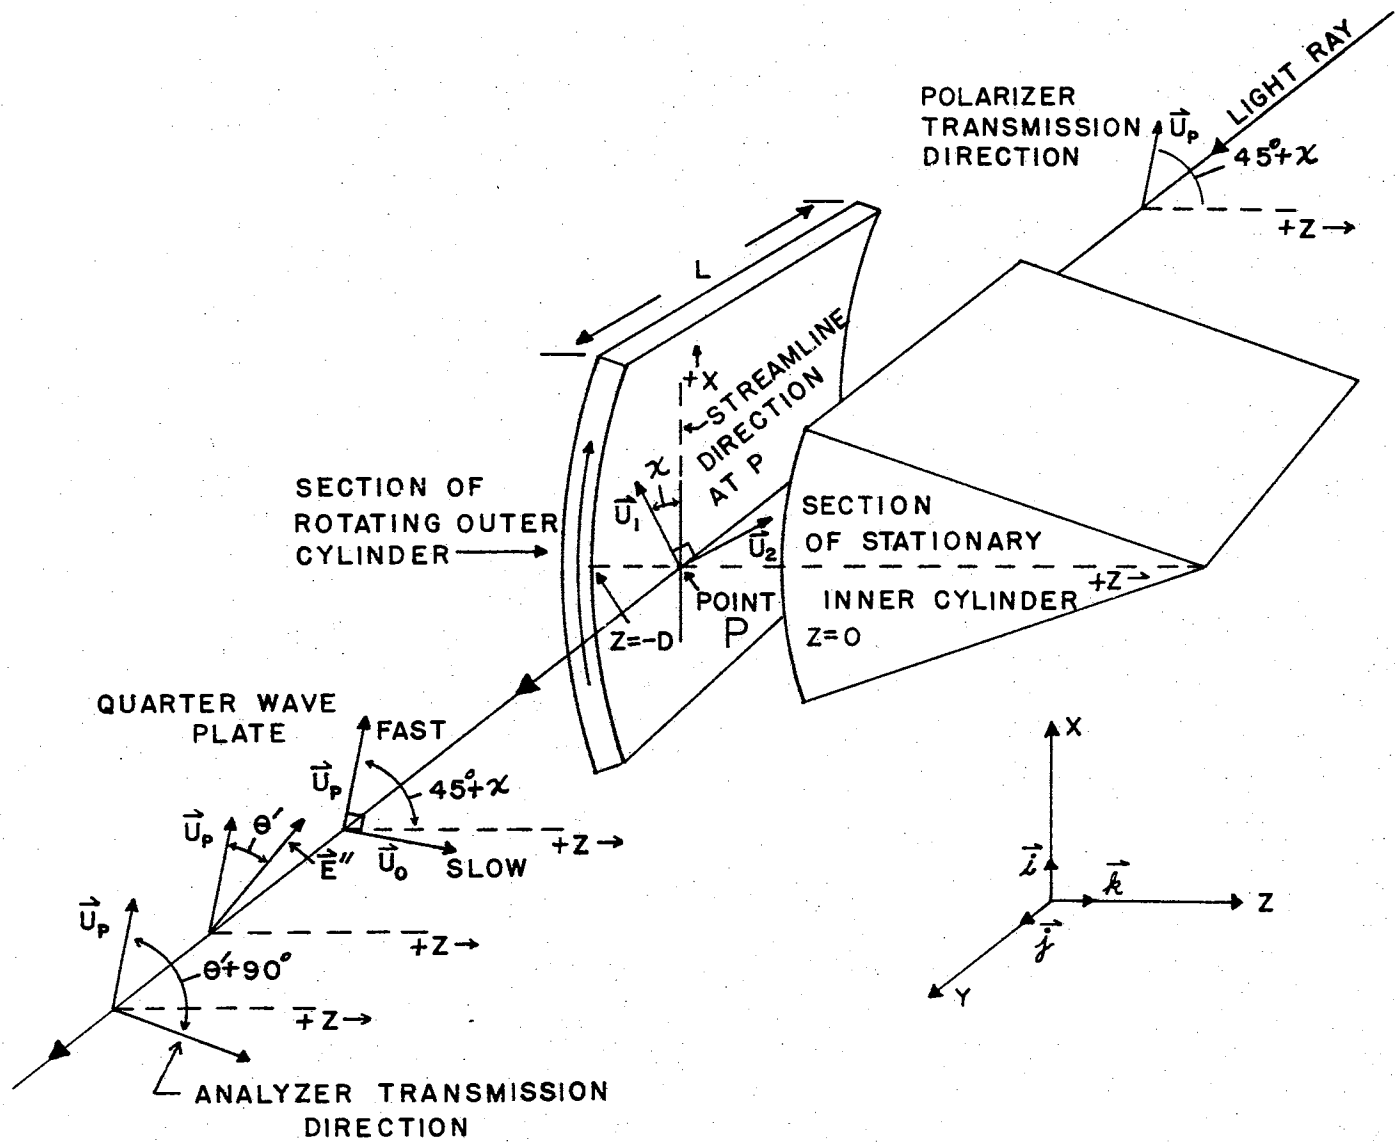 LIGHT RAY
POLARIZER
TRANSMISSION
DIRECTION
U⃗ₚ
45°+χ
+Z→
L
+X
STREAMLINE
DIRECTION
AT P
χ
U⃗₁
U⃗₂
SECTION OF
ROTATING OUTER
CYLINDER
SECTION
OF STATIONARY
+Z→
INNER CYLINDER
Z=0
POINT
P
Z=-D
QUARTER WAVE
PLATE
FAST
U⃗ₚ
45°+χ
+Z→
U⃗₀
SLOW
U⃗ₚ
θ′
E⃗″
+Z→
U⃗ₚ
θ′+90°
+Z→
ANALYZER TRANSMISSION
DIRECTION
X
i⃗
k⃗
Z
j⃗
Y